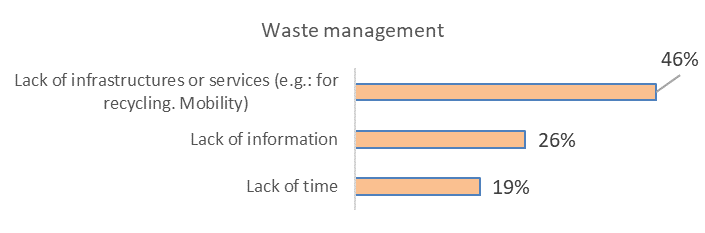 Waste management
46%
Lack of infrastructures or services (e.g.: for
recycling. Mobility)
Lack of information
26%
Lack of time
19%